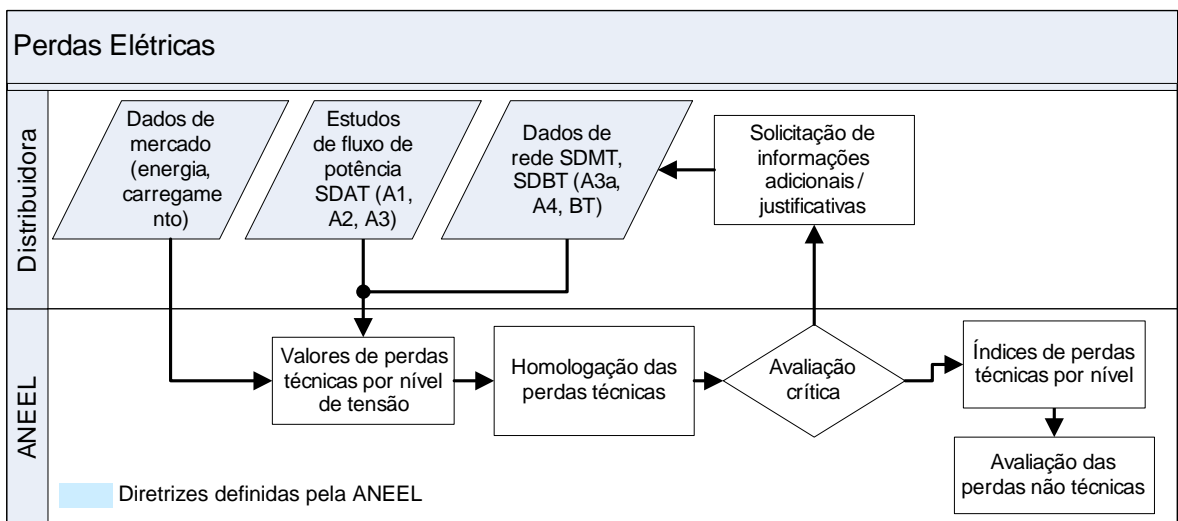 Perdas Elétricas
Distribuidora
Dados de
mercado
(energia,
carregame
nto)
Estudos
de fluxo de
potência
SDAT (A1,
A2, A3)
Dados de
rede SDMT,
SDBT (A3a,
A4, BT)
Solicitação de
informações
adicionais/
justificativas
ANEEL
Valores de perdas
técnicas por nível
de tensão
Homologação das
perdas técnicas
Avaliação
crítica
Índices de perdas
técnicas por nível
Avaliação das
perdas não técnicas
Diretrizes definidas pela ANEEL